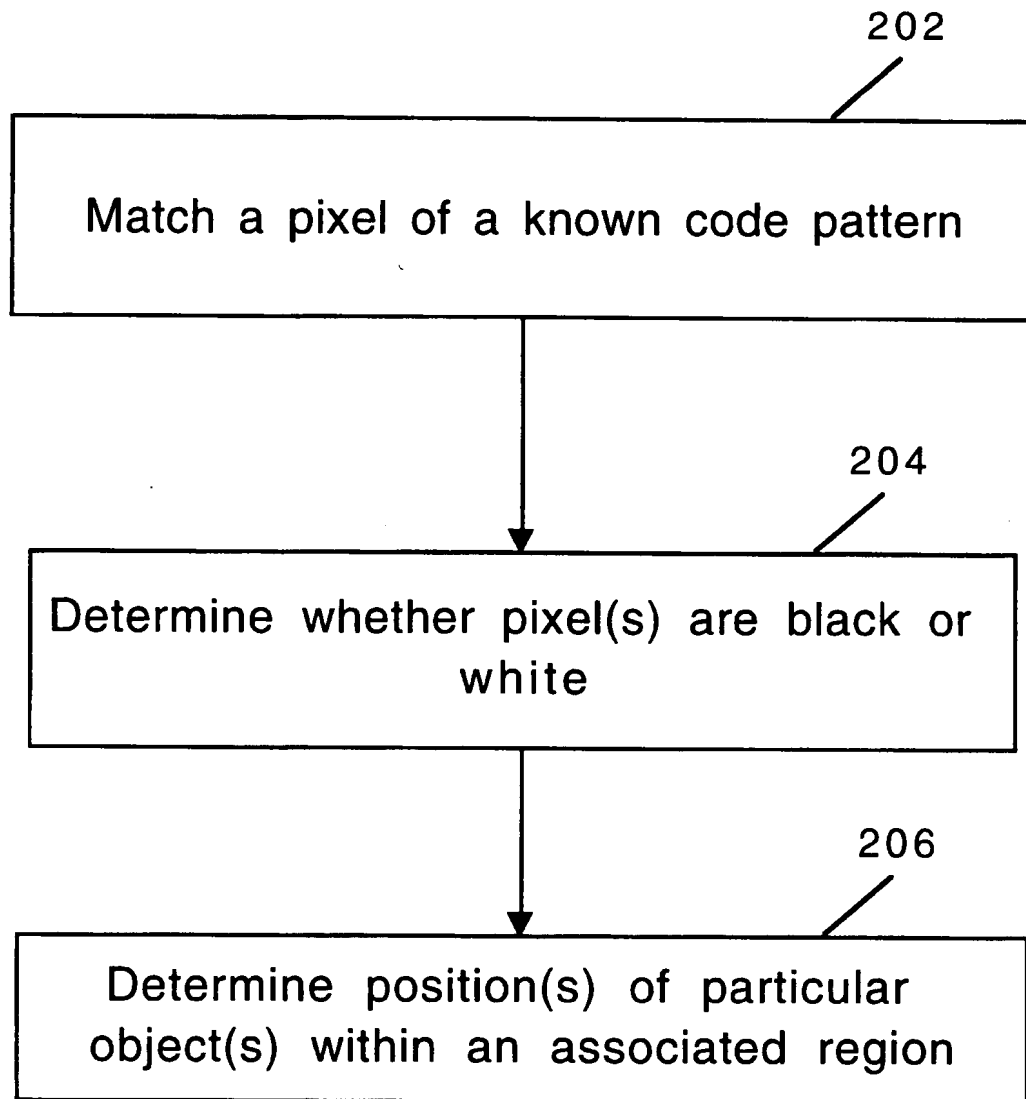 202
Match a pixel of a known code pattern
204
Determine whether pixel(s) are black or
white
206
Determine position(s) of particular
object(s) within an associated region